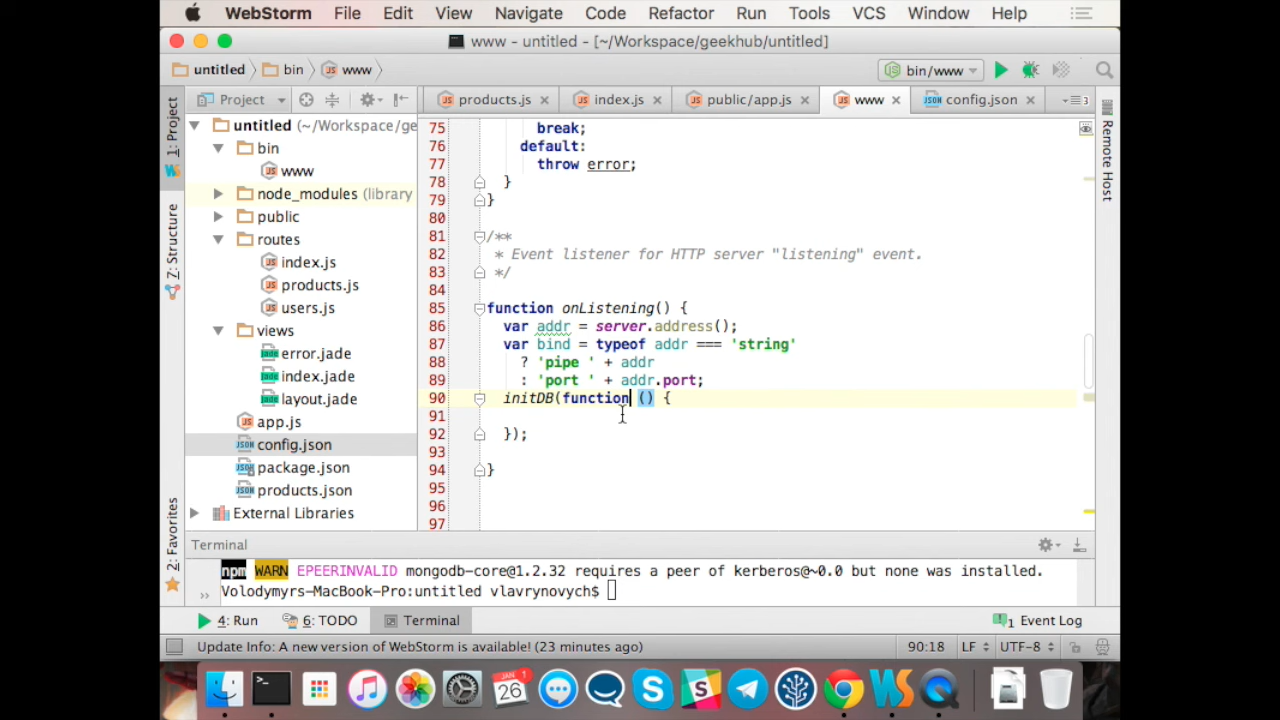 WebStorm File Edit View Navigate Code Refactor Run Tools VCS Window Help
www - untitled - [~/Workspace/geekhub/untitled]
untitled bin www bin/www
Project products.js index.js public/app.js www config.json 3
1: Project
Z: Structure
2: Favorites
untitled (~/Workspace/ge
bin
www
node_modules (library
public
routes
index.js
products.js
users.js
views
error.jade
index.jade
layout.jade
app.js
config.json
package.json
products.json
External Libraries
75 break;
76 default:
77 throw error;
78 }
79 }
80
81 /**
82 * Event listener for HTTP server "listening" event.
83 */
84
85 function onListening() {
86 var addr = server.address();
87 var bind = typeof addr === 'string'
88 ? 'pipe ' + addr
89 : 'port ' + addr.port;
90 initDB(function () {
91
92 });
93
94 }
95
96
97
Remote Host
Terminal
npm WARN EPEERINVALID mongodb-core@1.2.32 requires a peer of kerberos@~0.0 but none was installed.
Volodymyrs-MacBook-Pro:untitled vlavrynovych$
4: Run 6: TODO Terminal 1 Event Log
Update Info: A new version of WebStorm is available! (23 minutes ago) 90:18 LF UTF-8
JAN 1
26